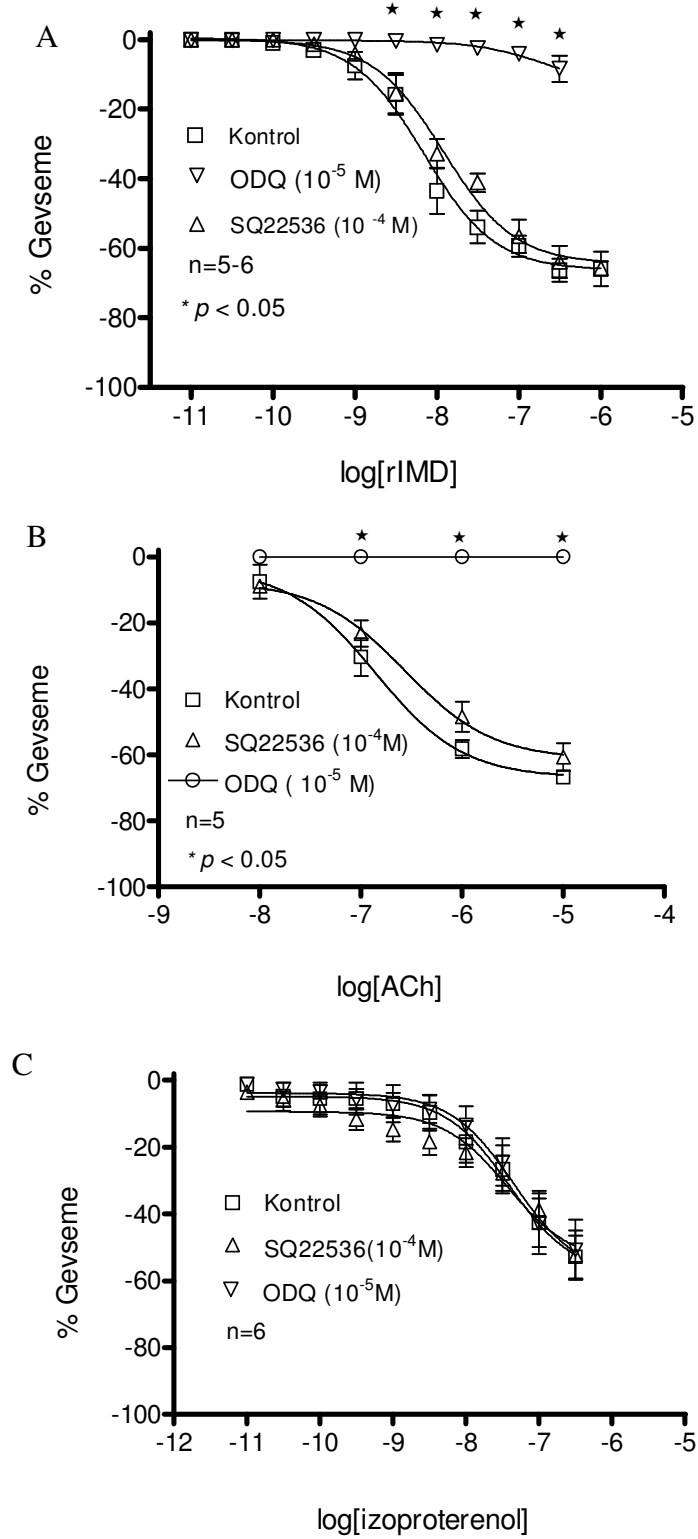 A
★ ★ ★ ★ ★
0
-20
-40
-60
-80
-100
% Gevseme
Kontrol
ODQ (10-5 M)
SQ22536 (10 -4 M)
n=5-6
* p < 0.05
-11 -10 -9 -8 -7 -6 -5
log[rIMD]
B
★ ★ ★
0
-20
-40
-60
-80
-100
% Gevseme
Kontrol
SQ22536 (10-4M)
ODQ ( 10-5 M)
n=5
* p < 0.05
-9 -8 -7 -6 -5 -4
log[ACh]
C
0
-20
-40
-60
-80
-100
% Gevseme
Kontrol
SQ22536(10-4M)
ODQ (10-5M)
n=6
-12 -11 -10 -9 -8 -7 -6 -5
log[izoproterenol]